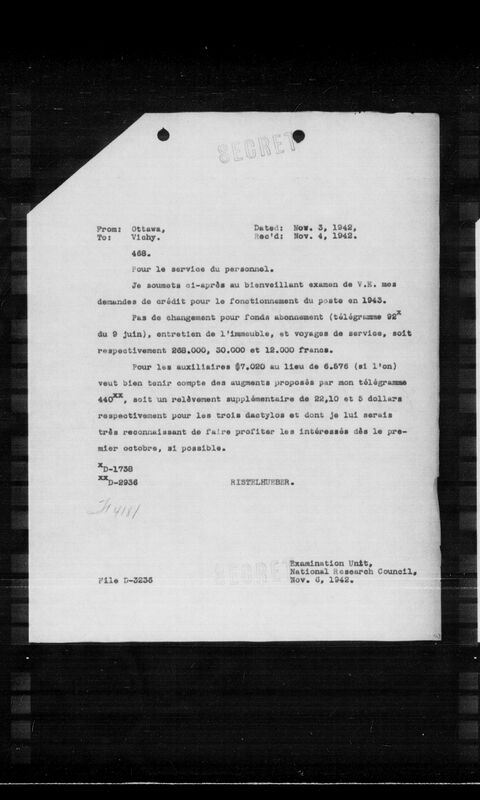 SECRET
From: Ottawa, Dated: Nov. 3, 1942,
To: Vichy. Rec'd: Nov. 4, 1942.
468.
Pour le service du personnel.
Je soumets ci-après au bienveillant examen de V.E. mes
demandes de crédit pour le fonctionnement du poste en 1943.
Pas de changement pour fonds abonnement (télégramme 92x
du 9 juin), entretien de l'immeuble, et voyages de service, soit
respectivement 268.000, 30.000 et 12.000 francs.
Pour les auxiliaires $7.020 au lieu de 6.576 (si l'on)
veut bien tenir compte des augments proposés par mon télégramme
440xx, soit un relèvement supplémentaire de 22,10 et 5 dollars
respectivement pour les trois dactylos et dont je lui serais
très reconnaissant de faire profiter les intéressés dès le pre-
mier octobre, si possible.
xD-1738
xxD-2936 RISTELHUEBER.
4181
SECRET
Examination Unit,
National Research Council,
File D-3236 Nov. 6, 1942.